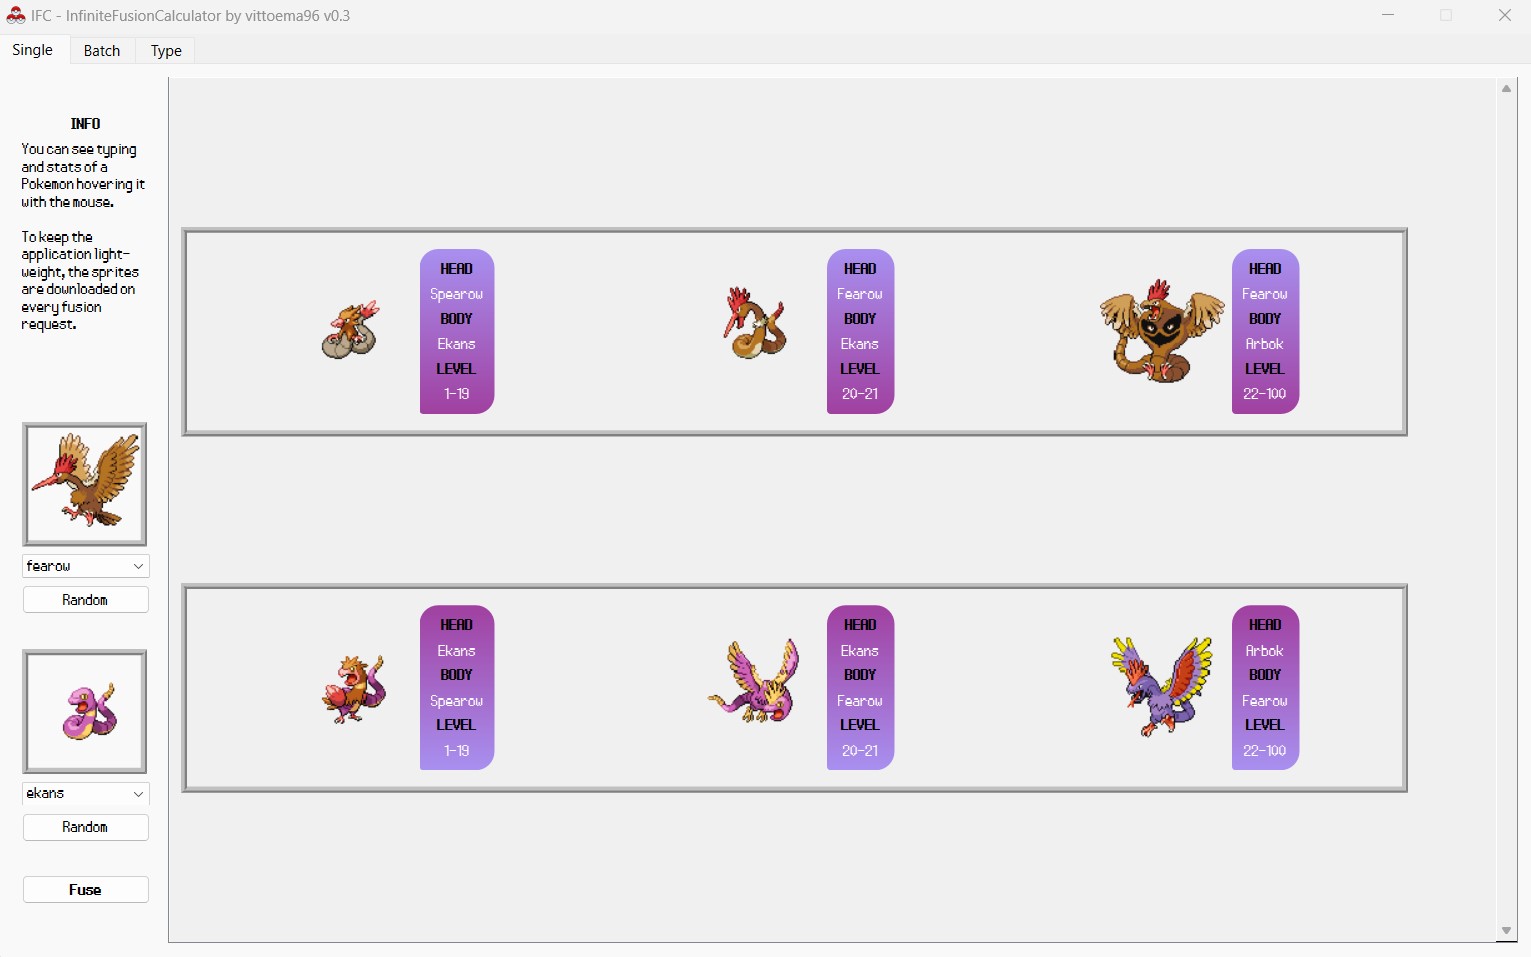 IFC - InfiniteFusionCalculator by vittoema96 v0.3
Single
Batch
Type
INFO
You can see typing
and stats of a
Pokemon hovering it
with the mouse.
To keep the
application light-
weight, the sprites
are downloaded on
every fusion
request.
fearow
Random
ekans
Random
Fuse
HEAD
Spearow
BODY
Ekans
LEVEL
1-19
HEAD
Fearow
BODY
Ekans
LEVEL
20-21
HEAD
Fearow
BODY
Arbok
LEVEL
22-100
HEAD
Ekans
BODY
Spearow
LEVEL
1-19
HEAD
Ekans
BODY
Fearow
LEVEL
20-21
HEAD
Arbok
BODY
Fearow
LEVEL
22-100